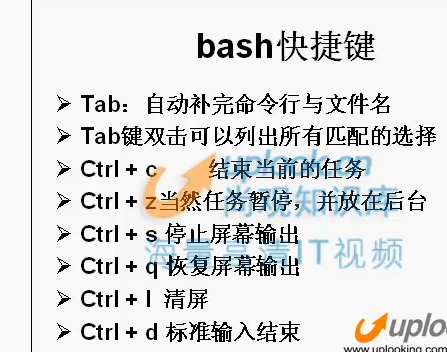 bash快捷键
➢ Tab：自动补完命令行与文件名
➢ Tab键双击可以列出所有匹配的选择
➢ Ctrl + c 结束当前的任务
➢ Ctrl + z当然任务暂停，并放在后台
➢ Ctrl + s 停止屏幕输出
➢ Ctrl + q 恢复屏幕输出
➢ Ctrl + l 清屏
➢ Ctrl + d 标准输入结束
uplooking.cn
尚观知识库
海量高清IT视频
uplo
www.uplooking.com